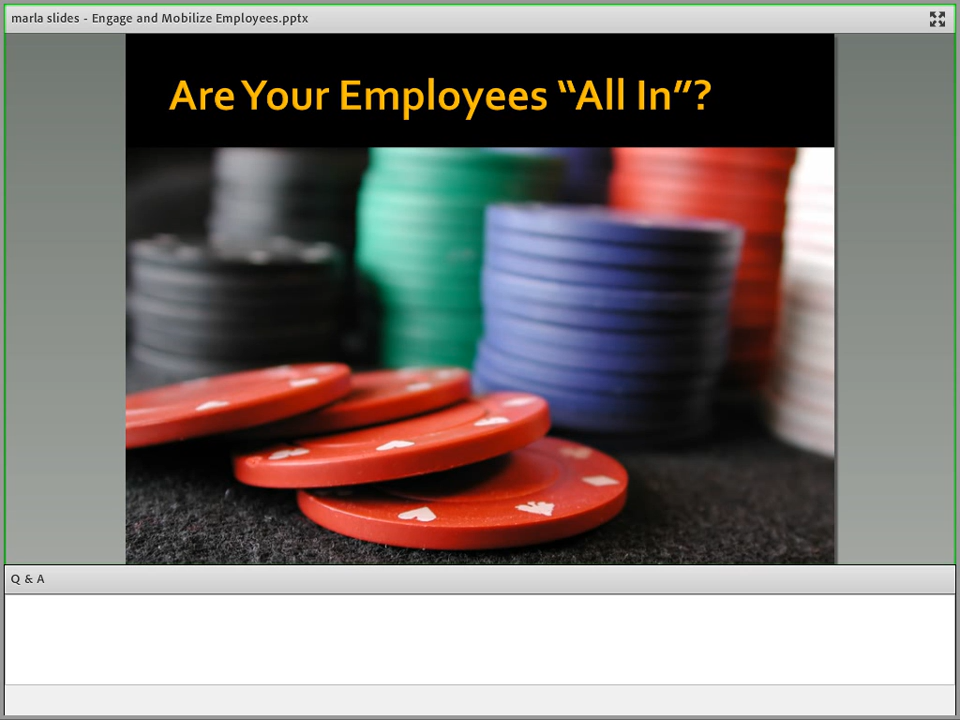 marla slides - Engage and Mobilize Employees.pptx
Are Your Employees “All In”?
Q & A